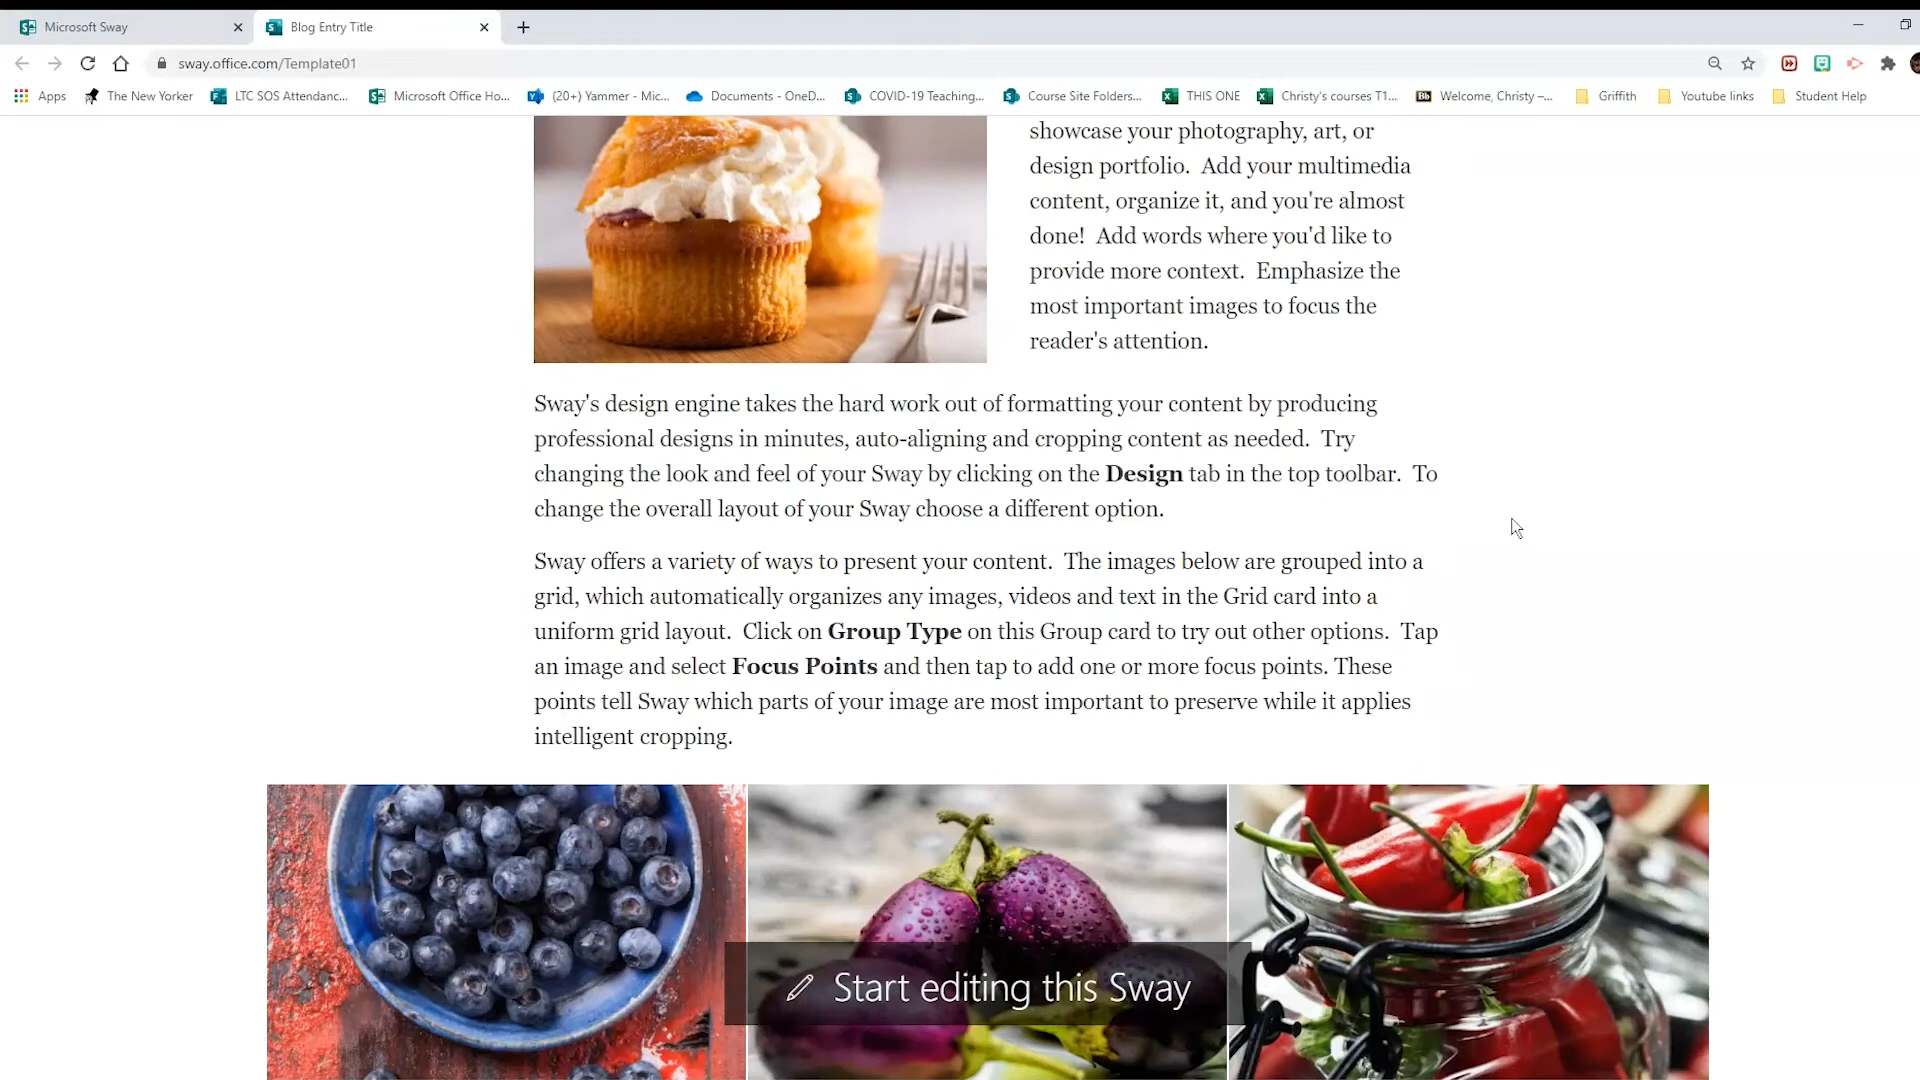 Microsoft Sway
Blog Entry Title
sway.office.com/Template01
Apps
The New Yorker
LTC SOS Attendanc...
Microsoft Office Ho...
(20+) Yammer - Mic...
Documents - OneD...
COVID-19 Teaching...
Course Site Folders...
THIS ONE
Christy's courses T1...
Bb
Welcome, Christy –...
Griffith
Youtube links
Student Help
showcase your photography, art, or
design portfolio. Add your multimedia
content, organize it, and you're almost
done! Add words where you'd like to
provide more context. Emphasize the
most important images to focus the
reader's attention.
Sway's design engine takes the hard work out of formatting your content by producing
professional designs in minutes, auto-aligning and cropping content as needed. Try
changing the look and feel of your Sway by clicking on the Design tab in the top toolbar. To
change the overall layout of your Sway choose a different option.
Sway offers a variety of ways to present your content. The images below are grouped into a
grid, which automatically organizes any images, videos and text in the Grid card into a
uniform grid layout. Click on Group Type on this Group card to try out other options. Tap
an image and select Focus Points and then tap to add one or more focus points. These
points tell Sway which parts of your image are most important to preserve while it applies
intelligent cropping.
Start editing this Sway